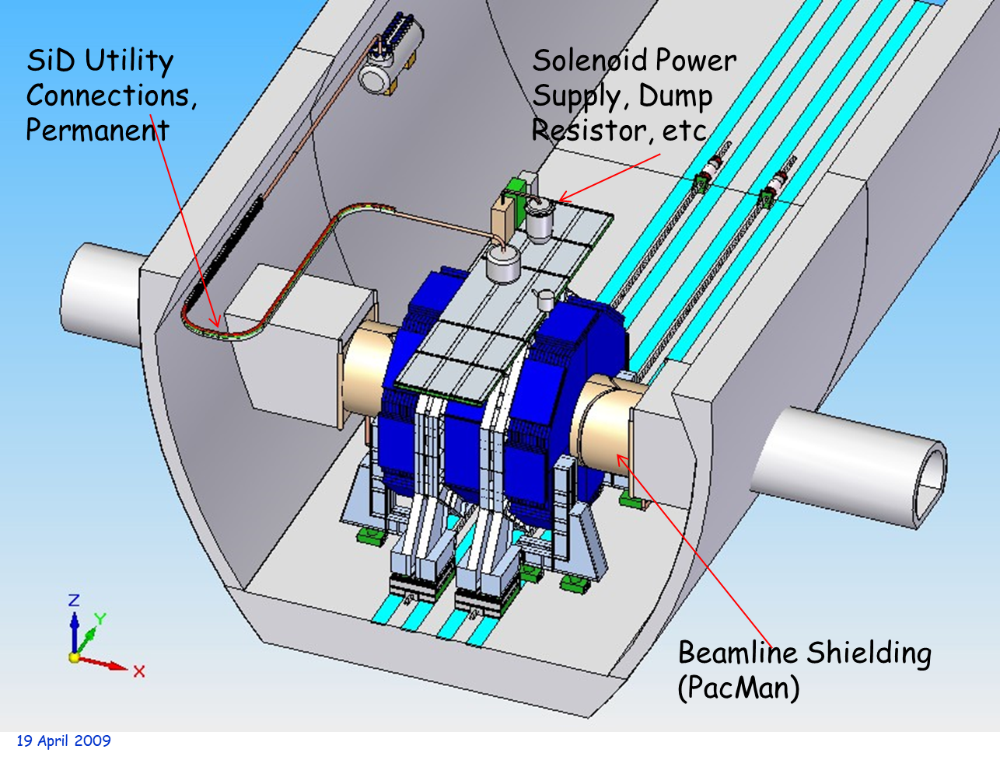 SiD Utility
Connections,
Permanent
Solenoid Power
Supply, Dump
Resistor, etc
Beamline Shielding
(PacMan)
Z
Y
X
19 April 2009